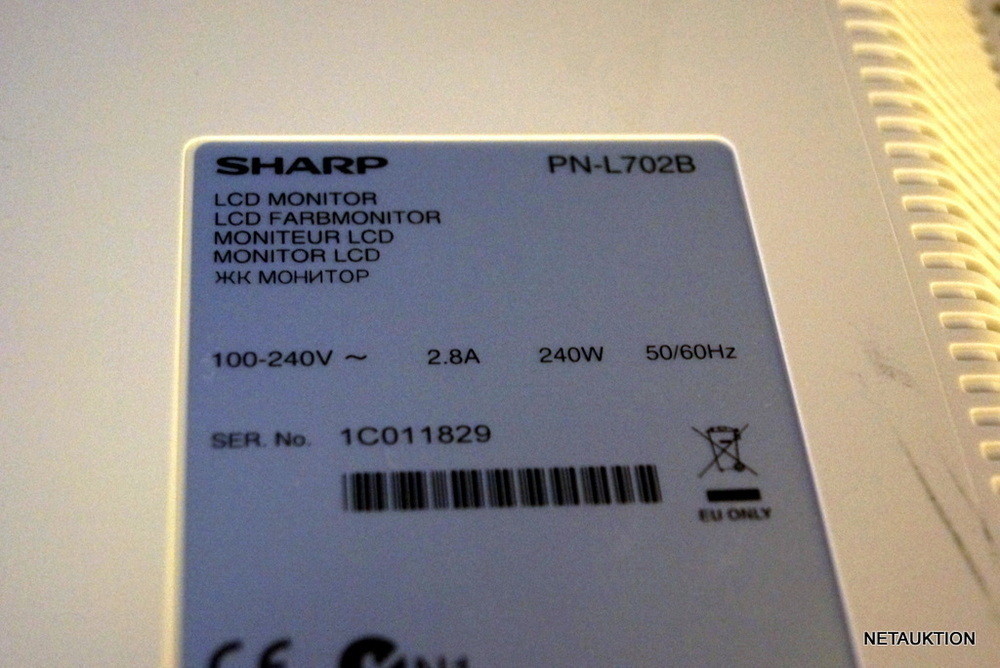 SHARP PN-L702B
LCD MONITOR
LCD FARBMONITOR
MONITEUR LCD
MONITOR LCD
ЖК МОНИТОР
100-240V ~ 2.8A 240W 50/60Hz
SER. No. 1C011829
EU ONLY
CE
NETAUKTION